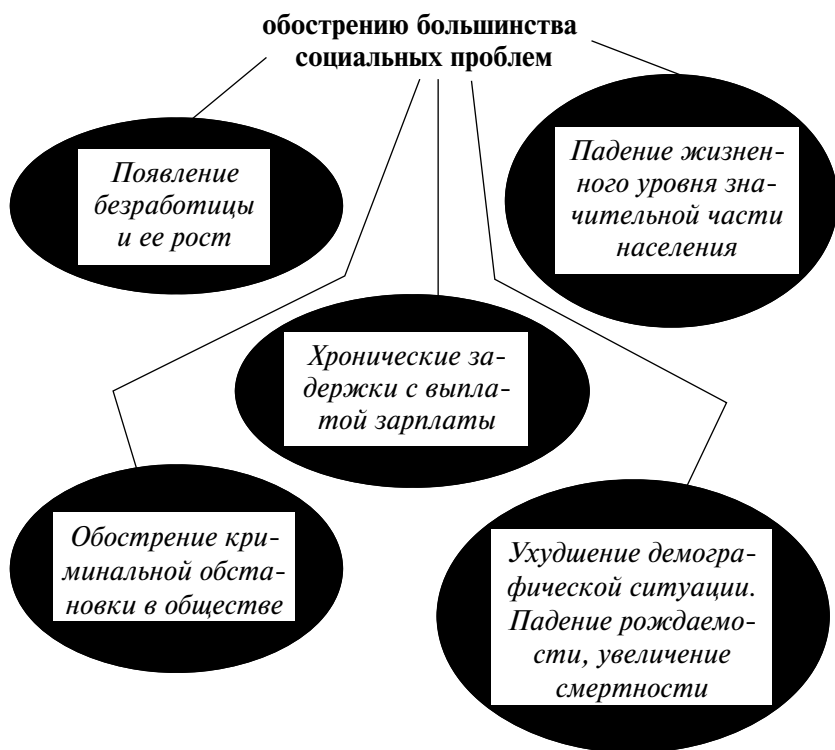 обострению большинства
социальных проблем
Появление
безработицы
и ее рост
Падение жизнен-
ного уровня зна-
чительной части
населения
Хронические за-
держки с выпла-
той зарплаты
Обострение кри-
минальной обста-
новки в обществе
Ухудшение демогра-
фической ситуации.
Падение рождаемо-
сти, увеличение
смертности